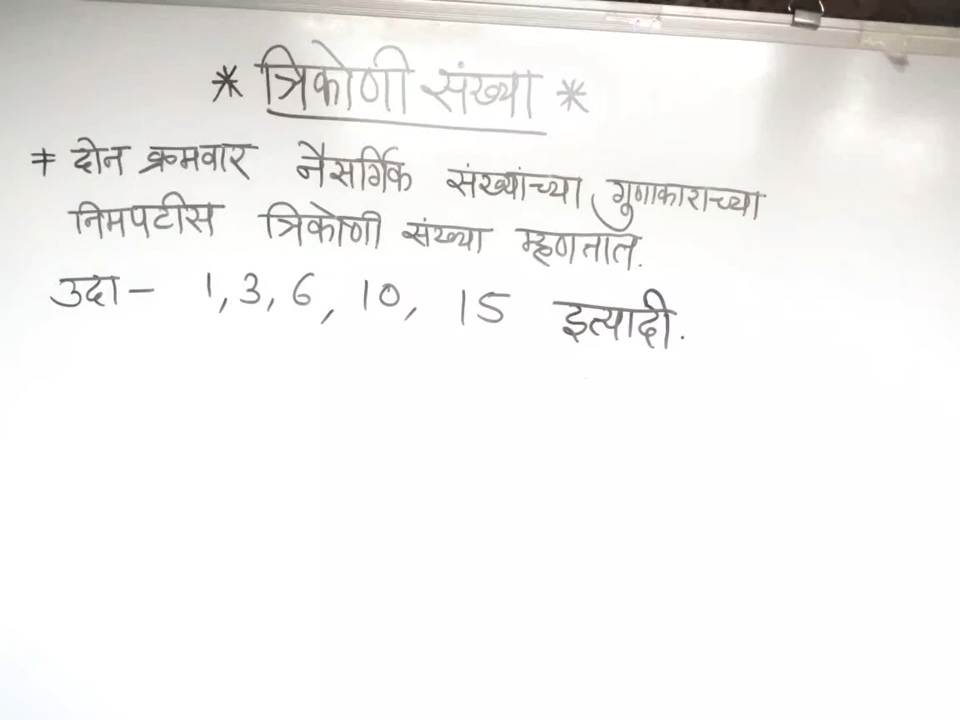 * त्रिकोणी संख्या *
≠ दोन क्रमवार नैसर्गिक संख्यांच्या गुणाकाराच्या
निमपटीस त्रिकोणी संख्या म्हणतात.
उदा - 1, 3, 6, 10, 15 इत्यादी.